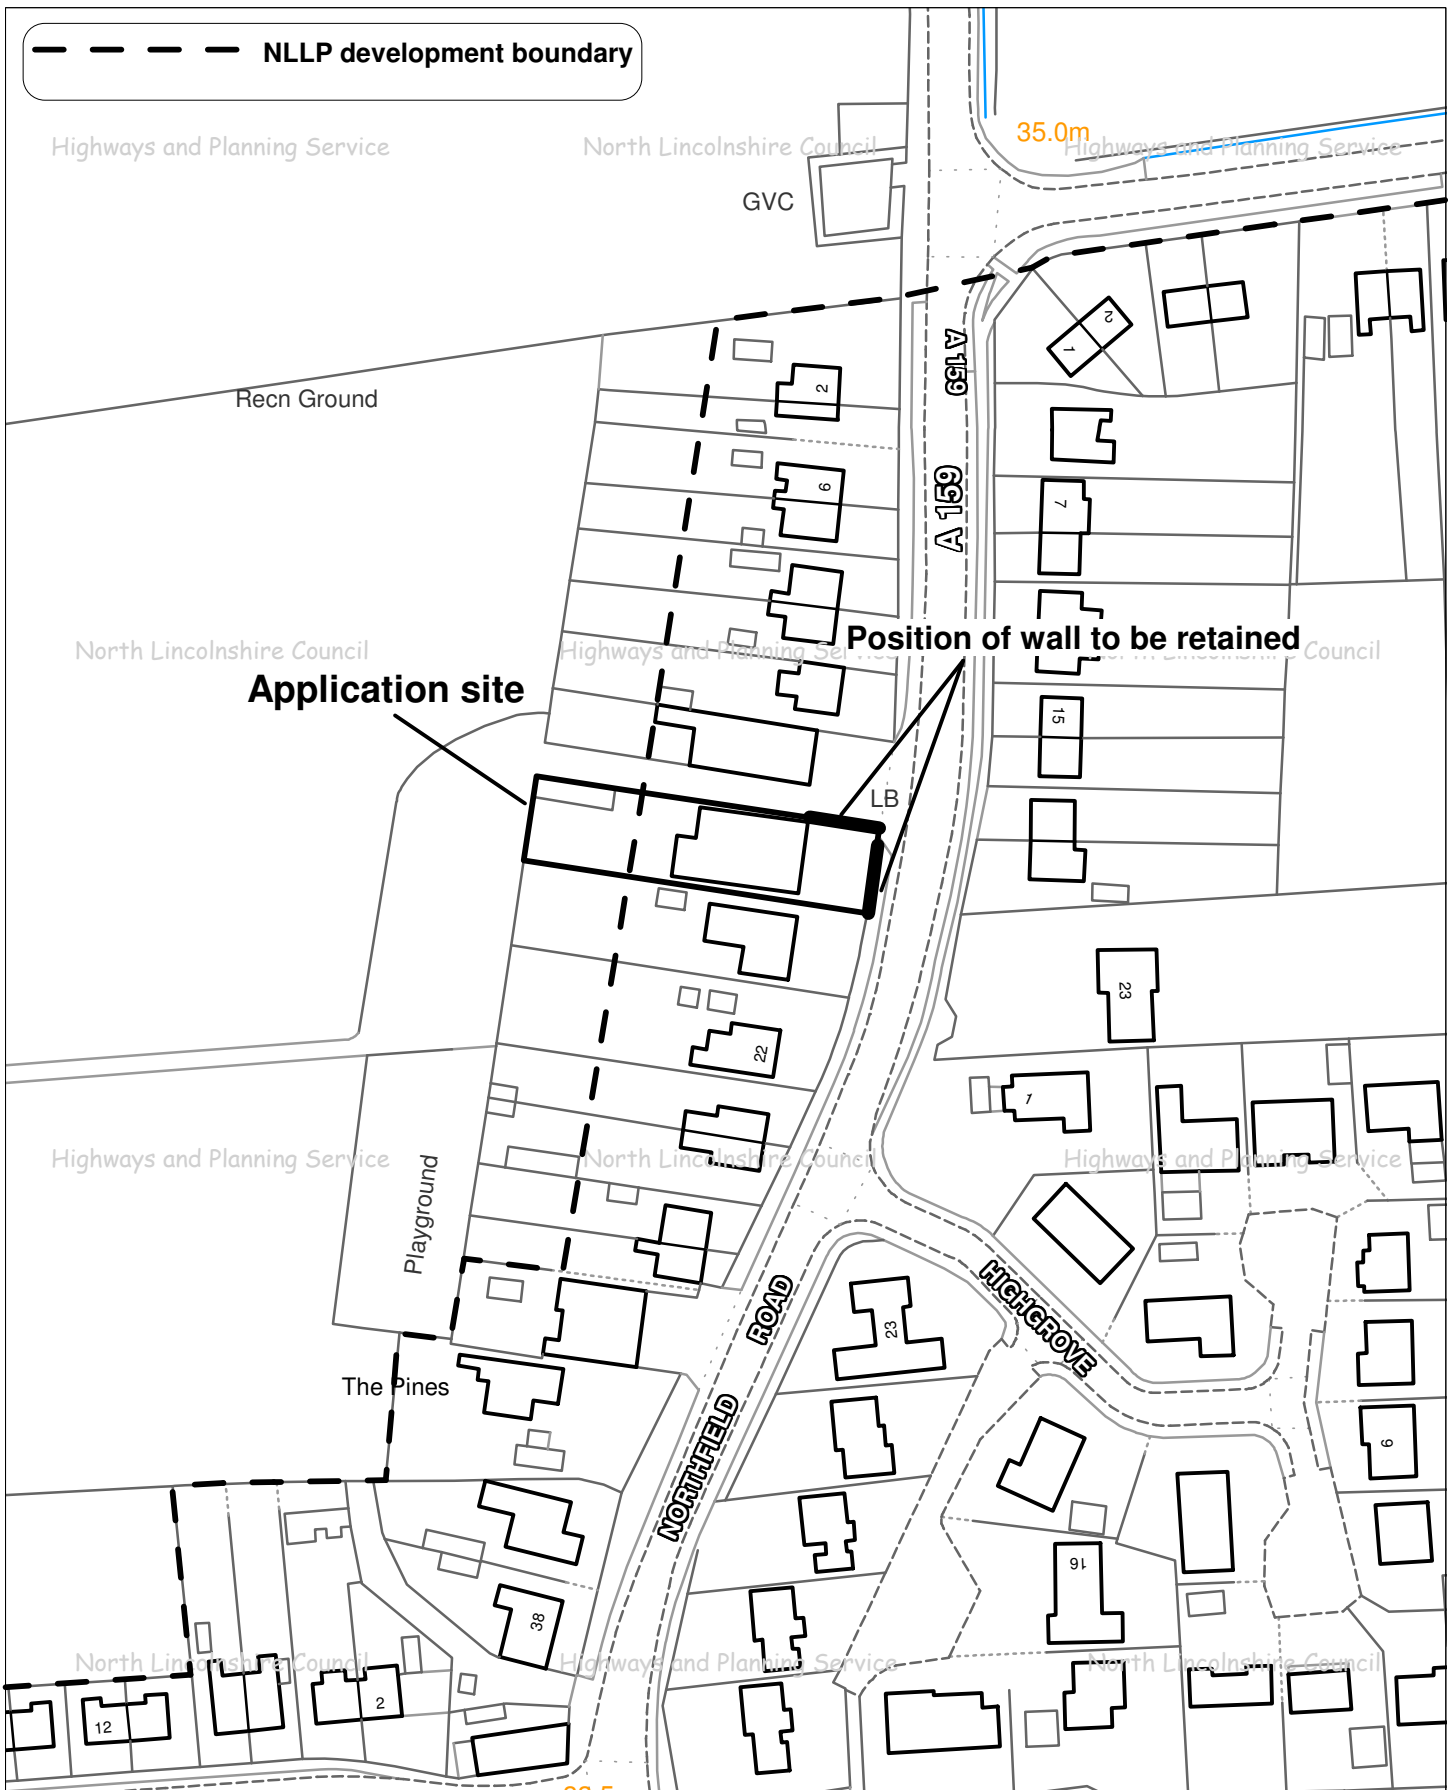 NLLP development boundary
Highways and Planning Service
North Lincolnshire Council
35.0m
Highways and Planning Service
GVC
2
1
A 159
Recn Ground
2
6
7
A 159
North Lincolnshire Council
Highways and Planning Service
Position of wall to be retained
North Lincolnshire Council
Application site
15
LB
23
22
1
Highways and Planning Service
North Lincolnshire Council
Highways and Planning Service
Playground
HIGHGROVE
ROAD
23
The Pines
NORTHFIELD
9
16
38
North Lincolnshire Council
Highways and Planning Service
North Lincolnshire Council
2
12